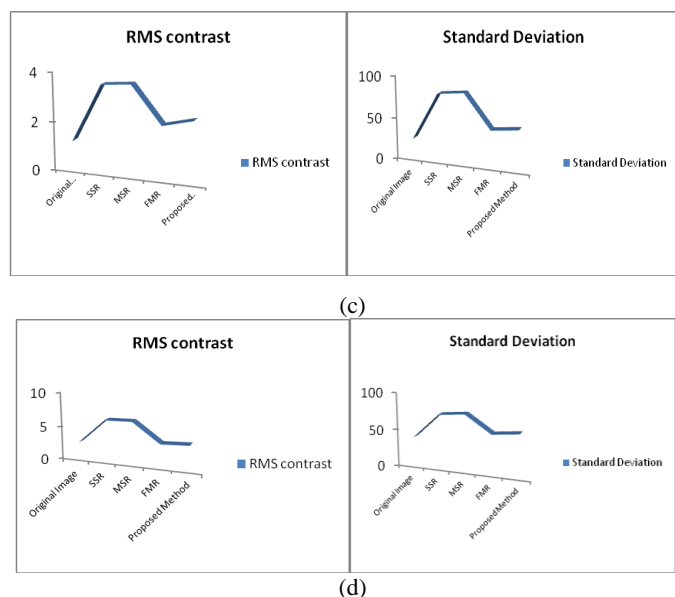 RMS contrast
4
2
0
Original..
SSR
MSR
FMR
Proposed..
RMS contrast
Standard Deviation
100
50
0
Original Image
SSR
MSR
FMR
Proposed Method
Standard Deviation
(c)
RMS contrast
10
5
0
Original Image
SSR
MSR
FMR
Proposed Method
RMS contrast
Standard Deviation
100
50
0
Original Image
SSR
MSR
FMR
Proposed Method
Standard Deviation
(d)